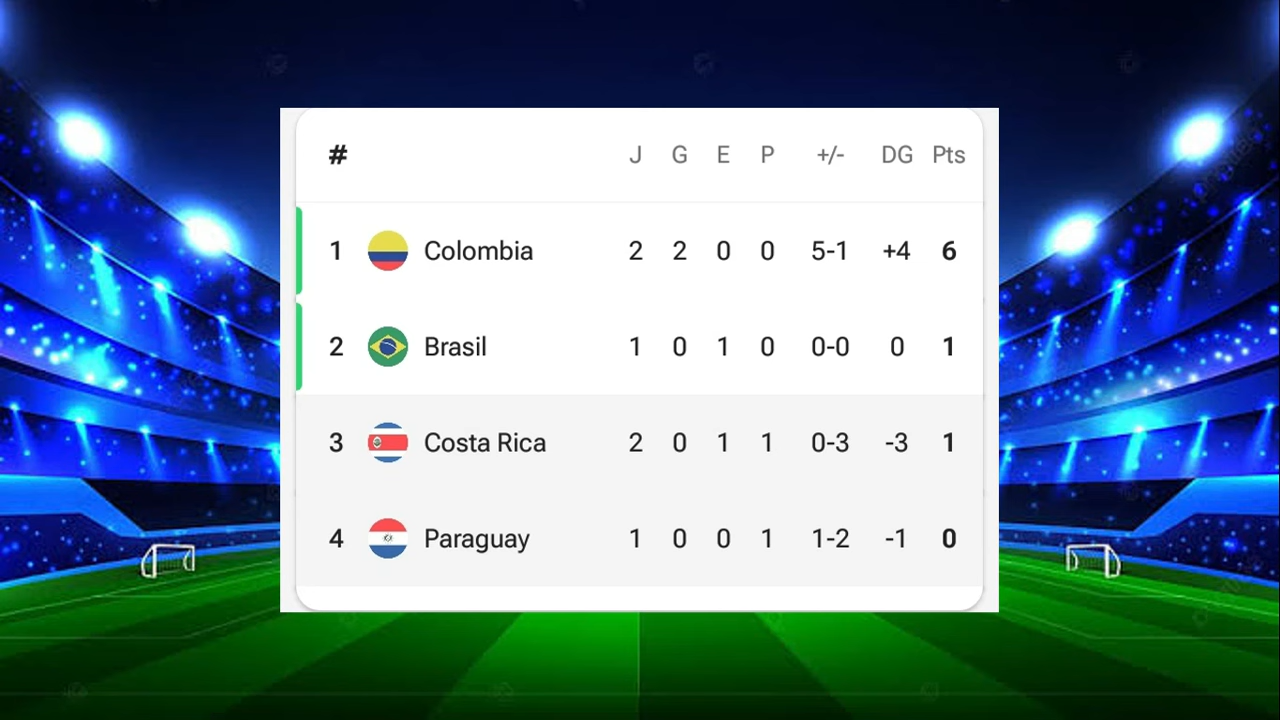 # J G E P +/- DG Pts
1 Colombia 2 2 0 0 5-1 +4 6
2 Brasil 1 0 1 0 0-0 0 1
3 Costa Rica 2 0 1 1 0-3 -3 1
4 Paraguay 1 0 0 1 1-2 -1 0